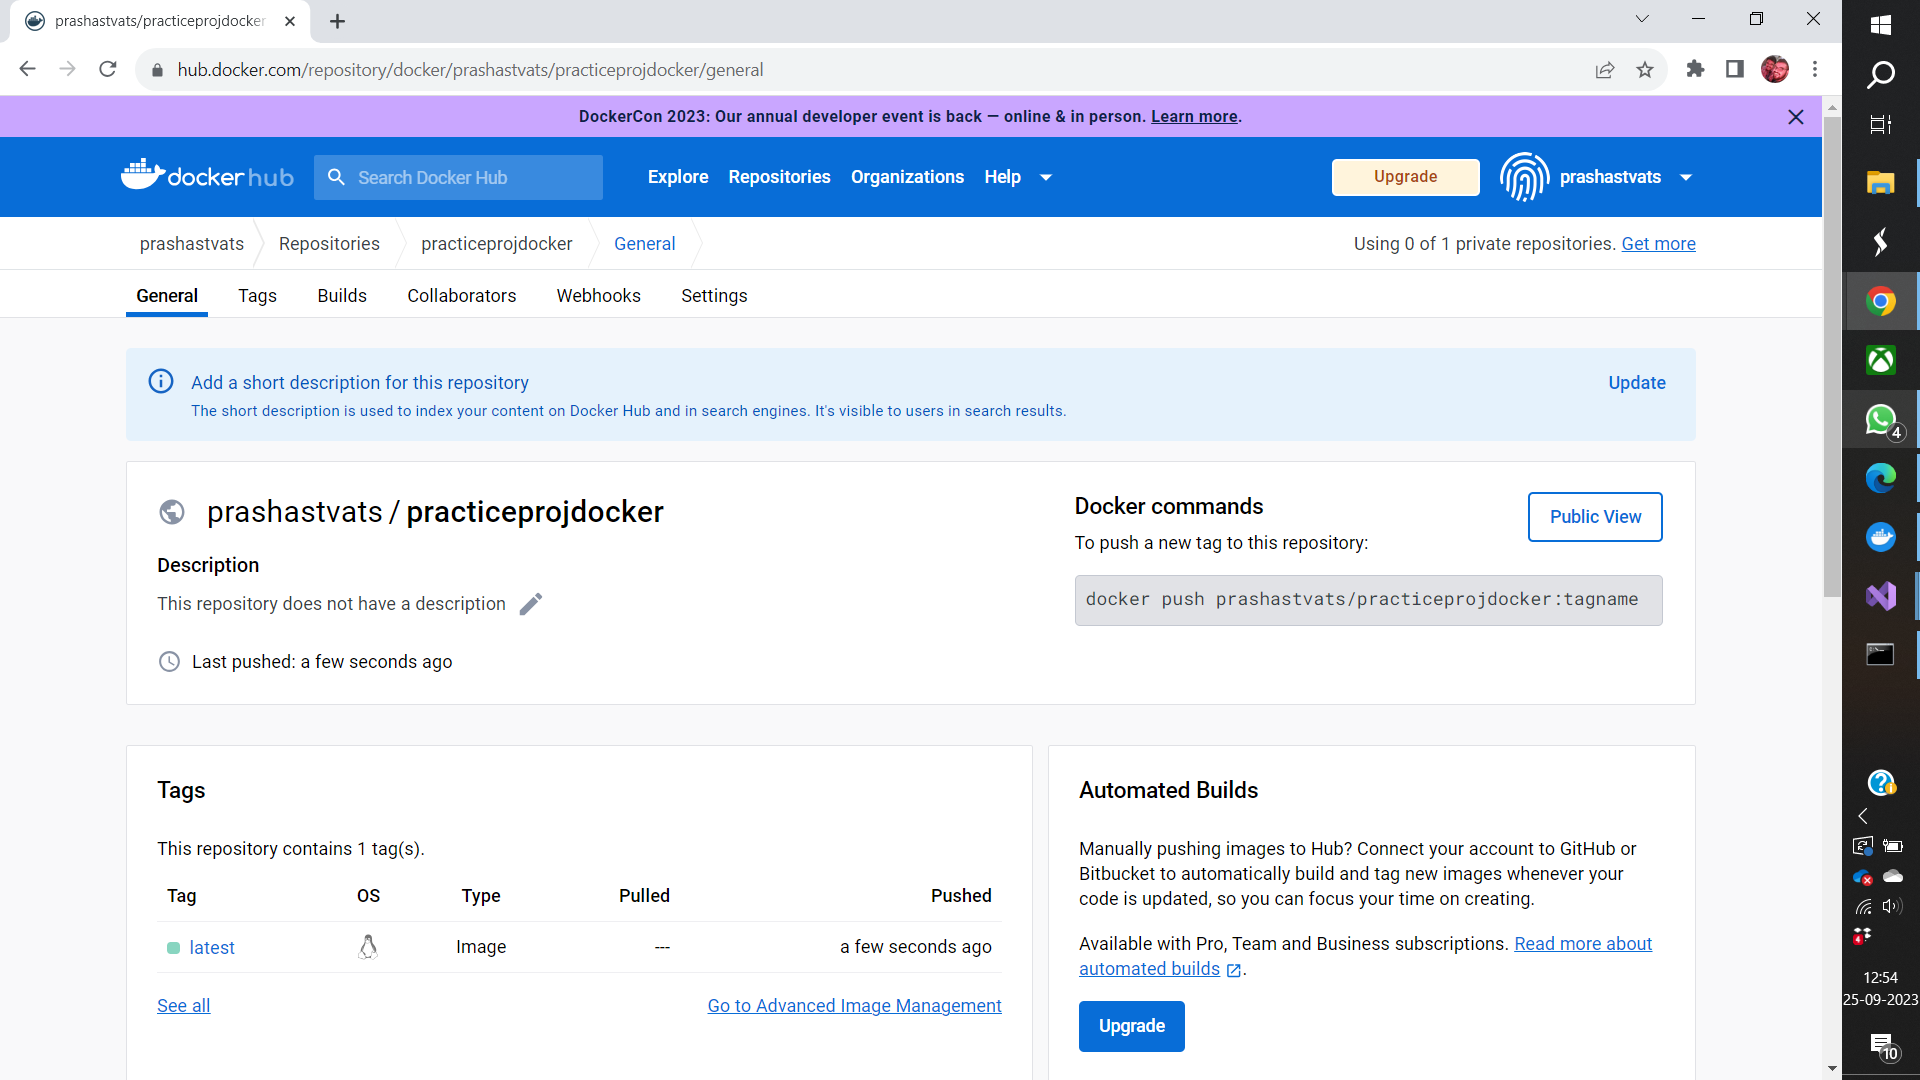 prashastvats/practiceprojdocker
hub.docker.com/repository/docker/prashastvats/practiceprojdocker/general
DockerCon 2023: Our annual developer event is back — online & in person. Learn more.
docker hub
Search Docker Hub
Explore
Repositories
Organizations
Help
Upgrade
prashastvats
prashastvats
Repositories
practiceprojdocker
General
Using 0 of 1 private repositories. Get more
General
Tags
Builds
Collaborators
Webhooks
Settings
Add a short description for this repository
Update
The short description is used to index your content on Docker Hub and in search engines. It's visible to users in search results.
prashastvats / practiceprojdocker
Description
This repository does not have a description
Last pushed: a few seconds ago
Docker commands
Public View
To push a new tag to this repository:
docker push prashastvats/practiceprojdocker:tagname
Tags
This repository contains 1 tag(s).
Tag OS Type Pulled Pushed
latest Image --- a few seconds ago
See all
Go to Advanced Image Management
Automated Builds
Manually pushing images to Hub? Connect your account to GitHub or
Bitbucket to automatically build and tag new images whenever your
code is updated, so you can focus your time on creating.
Available with Pro, Team and Business subscriptions. Read more about
automated builds .
Upgrade
4
4
12:54
25-09-2023
10